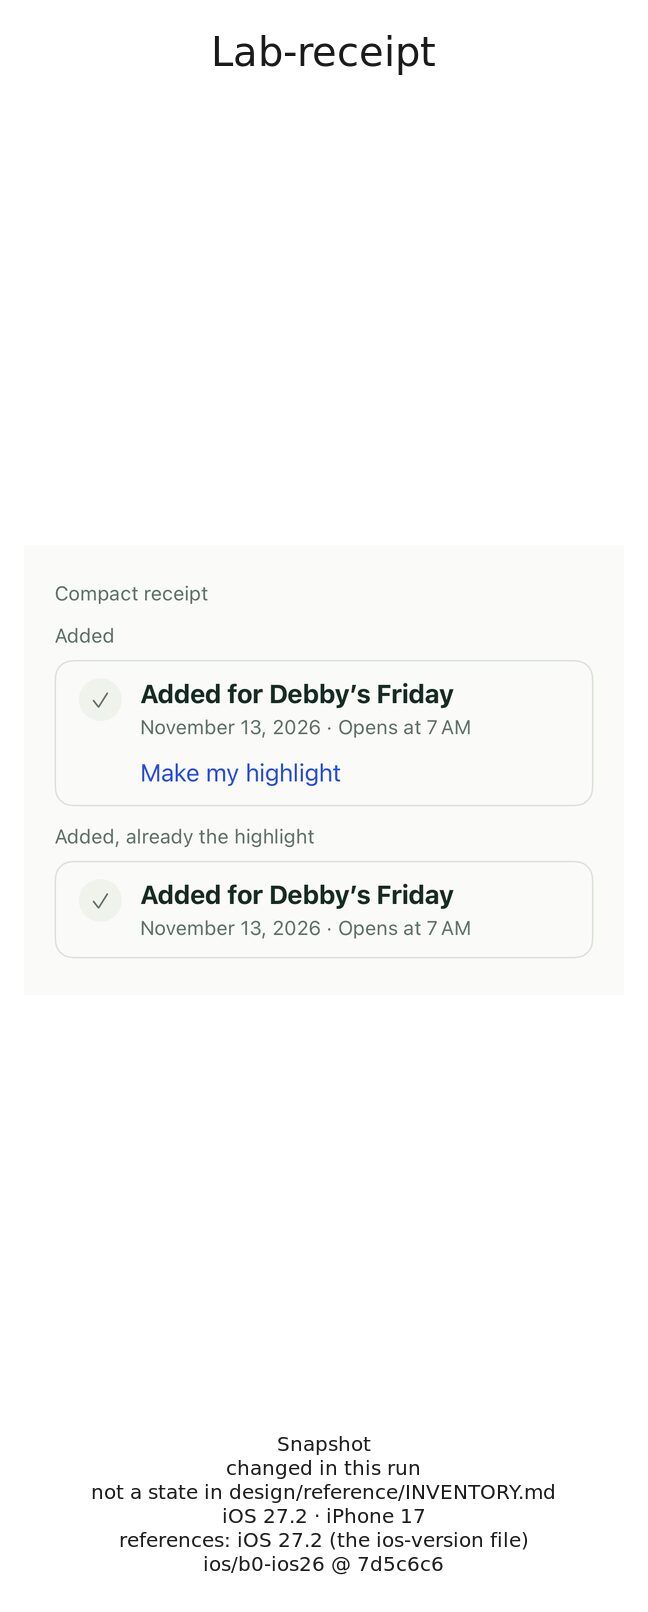 Lab-receipt
Compact receipt
Added
Added for Debby’s Friday
November 13, 2026 · Opens at 7 AM
Make my highlight
Added, already the highlight
Added for Debby’s Friday
November 13, 2026 · Opens at 7 AM
Snapshot
changed in this run
not a state in design/reference/INVENTORY.md
iOS 27.2 · iPhone 17
references: iOS 27.2 (the ios-version file)
ios/b0-ios26 @ 7d5c6c6